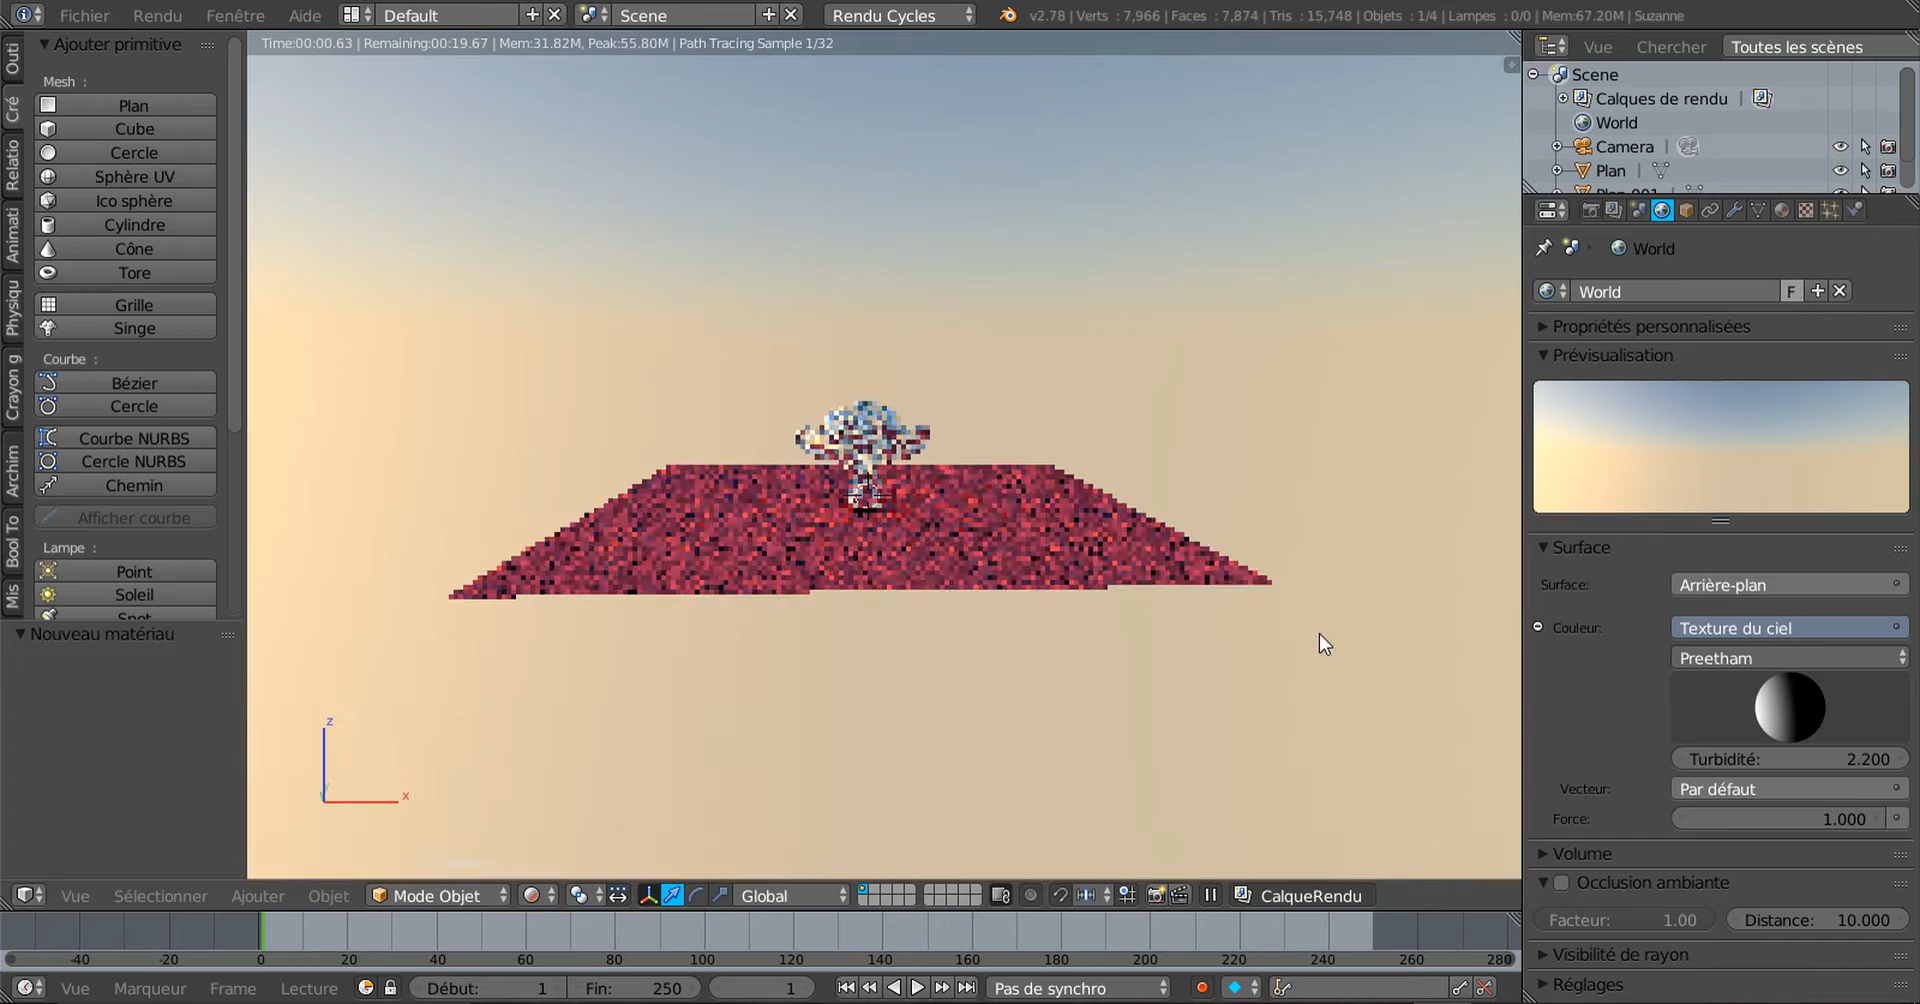 Fichier Rendu Fenêtre Aide Default Scene Rendu Cycles v2.78 | Verts : 7,966 | Faces : 7,874 | Tris : 15,748 | Objets : 1/4 | Lampes : 0/0 | Mem:67.20M | Suzanne
Time:00:00.63 | Remaining:00:19.67 | Mem:31.82M, Peak:55.80M | Path Tracing Sample 1/32
Outi
Cré
Relatio
Animati
Physiqu
Crayon g
Archim
Bool To
Mis
Ajouter primitive
Mesh :
Plan
Cube
Cercle
Sphère UV
Ico sphère
Cylindre
Cône
Tore
Grille
Singe
Courbe :
Bézier
Cercle
Courbe NURBS
Cercle NURBS
Chemin
Afficher courbe
Lampe :
Point
Soleil
Spot
Nouveau matériau
z
y
x
Vue Chercher Toutes les scènes
Scene
Calques de rendu |
World
Camera |
Plan |
Plan.001
World
World F
Propriétés personnalisées
Prévisualisation
Surface
Surface: Arrière-plan
Couleur: Texture du ciel
Preetham
Turbidité: 2.200
Vecteur: Par défaut
Force: 1.000
Volume
Occlusion ambiante
Facteur: 1.00 Distance: 10.000
Visibilité de rayon
Réglages
Vue Sélectionner Ajouter Objet Mode Objet Global CalqueRendu
-40 -20 0 20 40 60 80 100 120 140 160 180 200 220 240 260 280
Vue Marqueur Frame Lecture Début: 1 Fin: 250 1 Pas de synchro